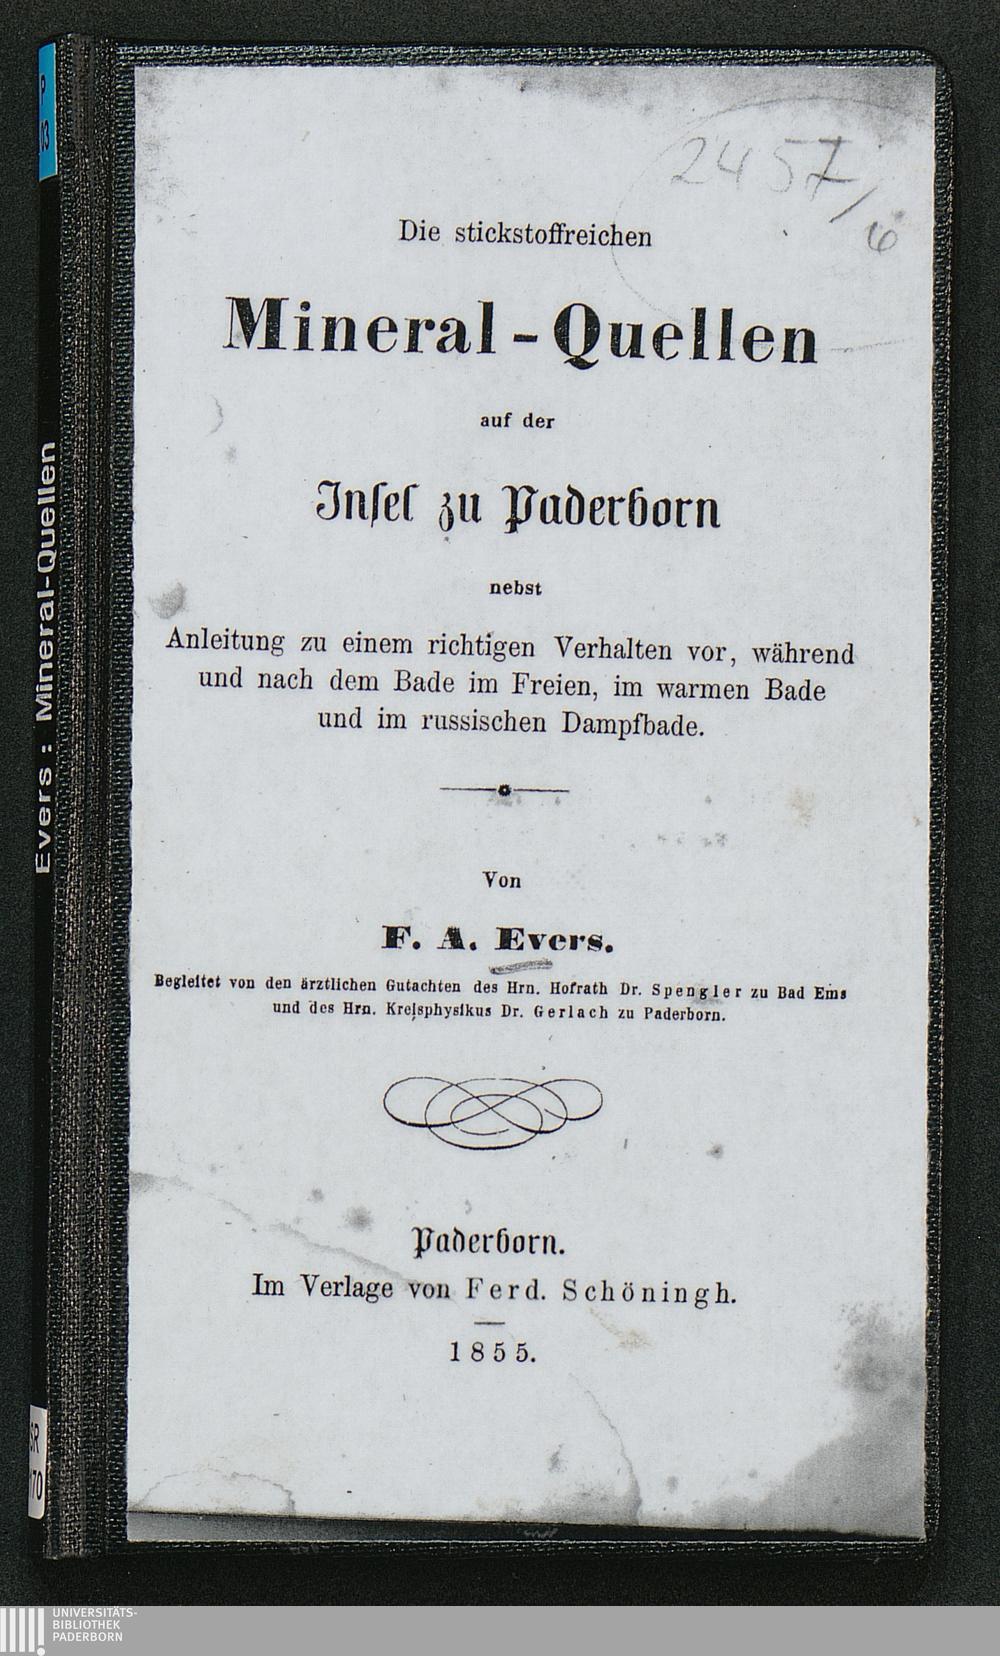 P
03
Evers : Mineral-Quellen
SR
170
2457/
6
Die stickstoffreichen
Mineral-Quellen
auf der
Insel zu Paderborn
nebst
Anleitung zu einem richtigen Verhalten vor, während
und nach dem Bade im Freien, im warmen Bade
und im russischen Dampfbade.
Von
F. A. Evers.
Begleitet von den ärztlichen Gutachten des Hrn. Hofrath Dr. Spengler zu Bad Ems
und des Hrn. Kreisphysikus Dr. Gerlach zu Paderborn.
Paderborn.
Im Verlage von Ferd. Schöningh.
1855.
UNIVERSITÄTS-
BIBLIOTHEK
PADERBORN